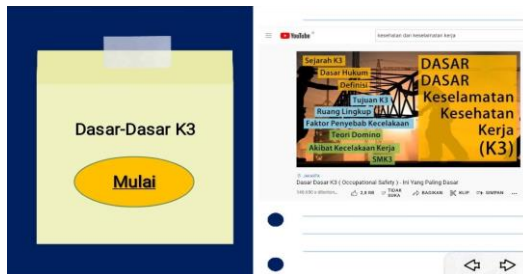 Dasar-Dasar K3
Mulai
YouTube
kesehatan dan keselamatan kerja
Sejarah K3
Dasar Hukum
Definisi
Tujuan K3
Ruang Lingkup
Faktor Penyebab Kecelakaan
Teori Domino
Akibat Kecelakaan Kerja
SMK3
DASAR
DASAR
Keselamatan
Kesehatan
Kerja
(K3)
Dasar Dasar K3 ( Occupational Safety ) - Ini Yang Paling Dasar
TIDAK SUKA
BAGIKAN
KLIP
SIMPAN
...